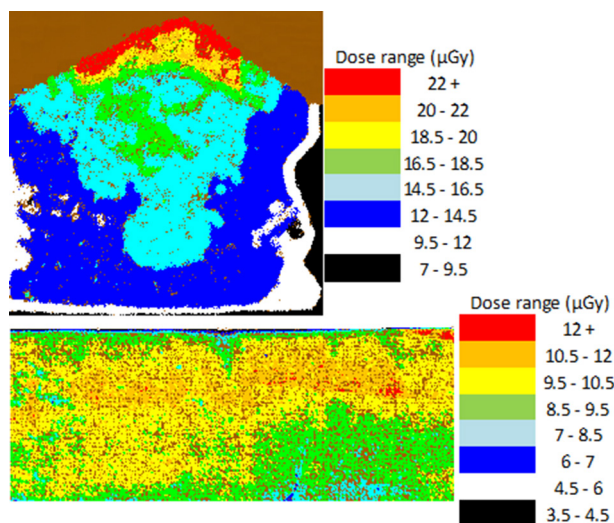 Dose range (µGy)
22 +
20 - 22
18.5 - 20
16.5 - 18.5
14.5 - 16.5
12 - 14.5
9.5 - 12
7 - 9.5
Dose range (µGy)
12 +
10.5 - 12
9.5 - 10.5
8.5 - 9.5
7 - 8.5
6 - 7
4.5 - 6
3.5 - 4.5